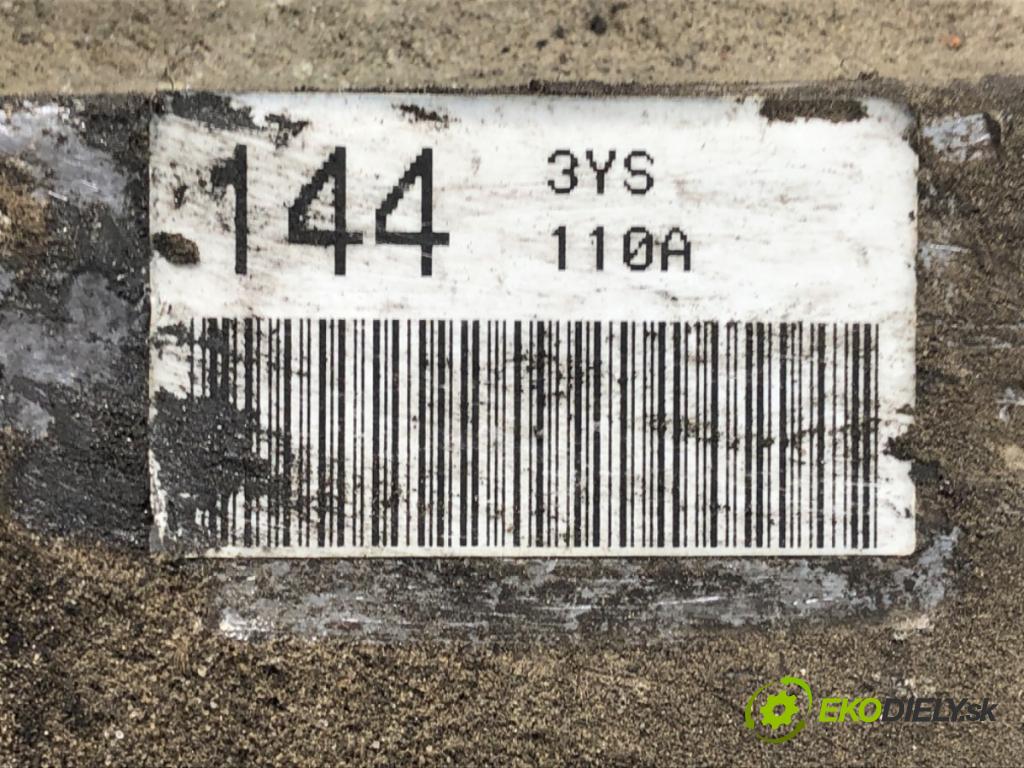 144
3YS
110A
EKODIELY.sk